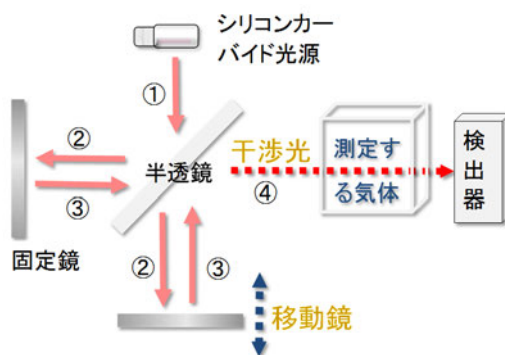 シリコンカー
バイド光源
①
②
半透鏡
干渉光
測定す
る気体
検出器
③
④
固定鏡
②
③
移動鏡